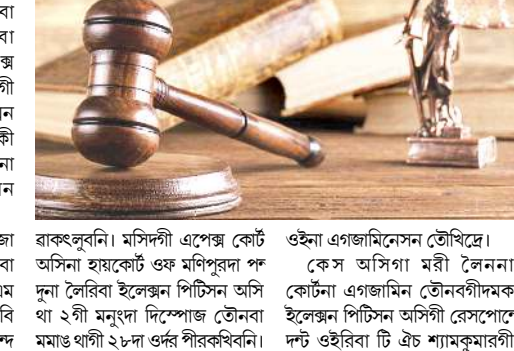 বা
বা
ক্স
গী
ন
কী
না
ন
জা
বা
এম
বি
ন্দ
ৱাকৎলুবনি। মসিদগী এপেক্স কোর্ট
অসিনা হায়কোর্ট ওফ মণিপুরদা
দুনা লৈরিবা ইলেক্সন পিটিসন অসি
থা ২গী মনুংদা দিস্পোজ তৌনবা
মমাঙ থাগী ২৮দা ওর্দর পীরকখিবনি।
ওইনা এগজামিনেসন তৌখিদ্রে।
কেস অসিগা মরী লৈননা
কোর্টনা এগজামিন তৌনবগীদমক
ইলেক্সন পিটিসন অসিগী
দন্ট ওইরিবা টি ঐচ শ্যামকুমারগী